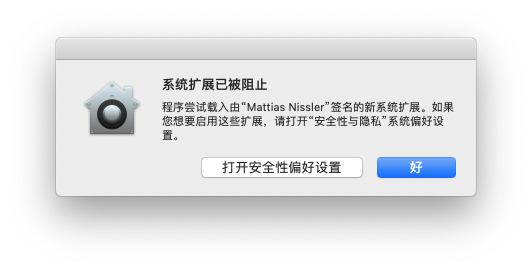 系统扩展已被阻止
程序尝试载入由“Mattias Nissler”签名的新系统扩展。如果
您想要启用这些扩展，请打开“安全性与隐私”系统偏好设
置。
打开安全性偏好设置
好